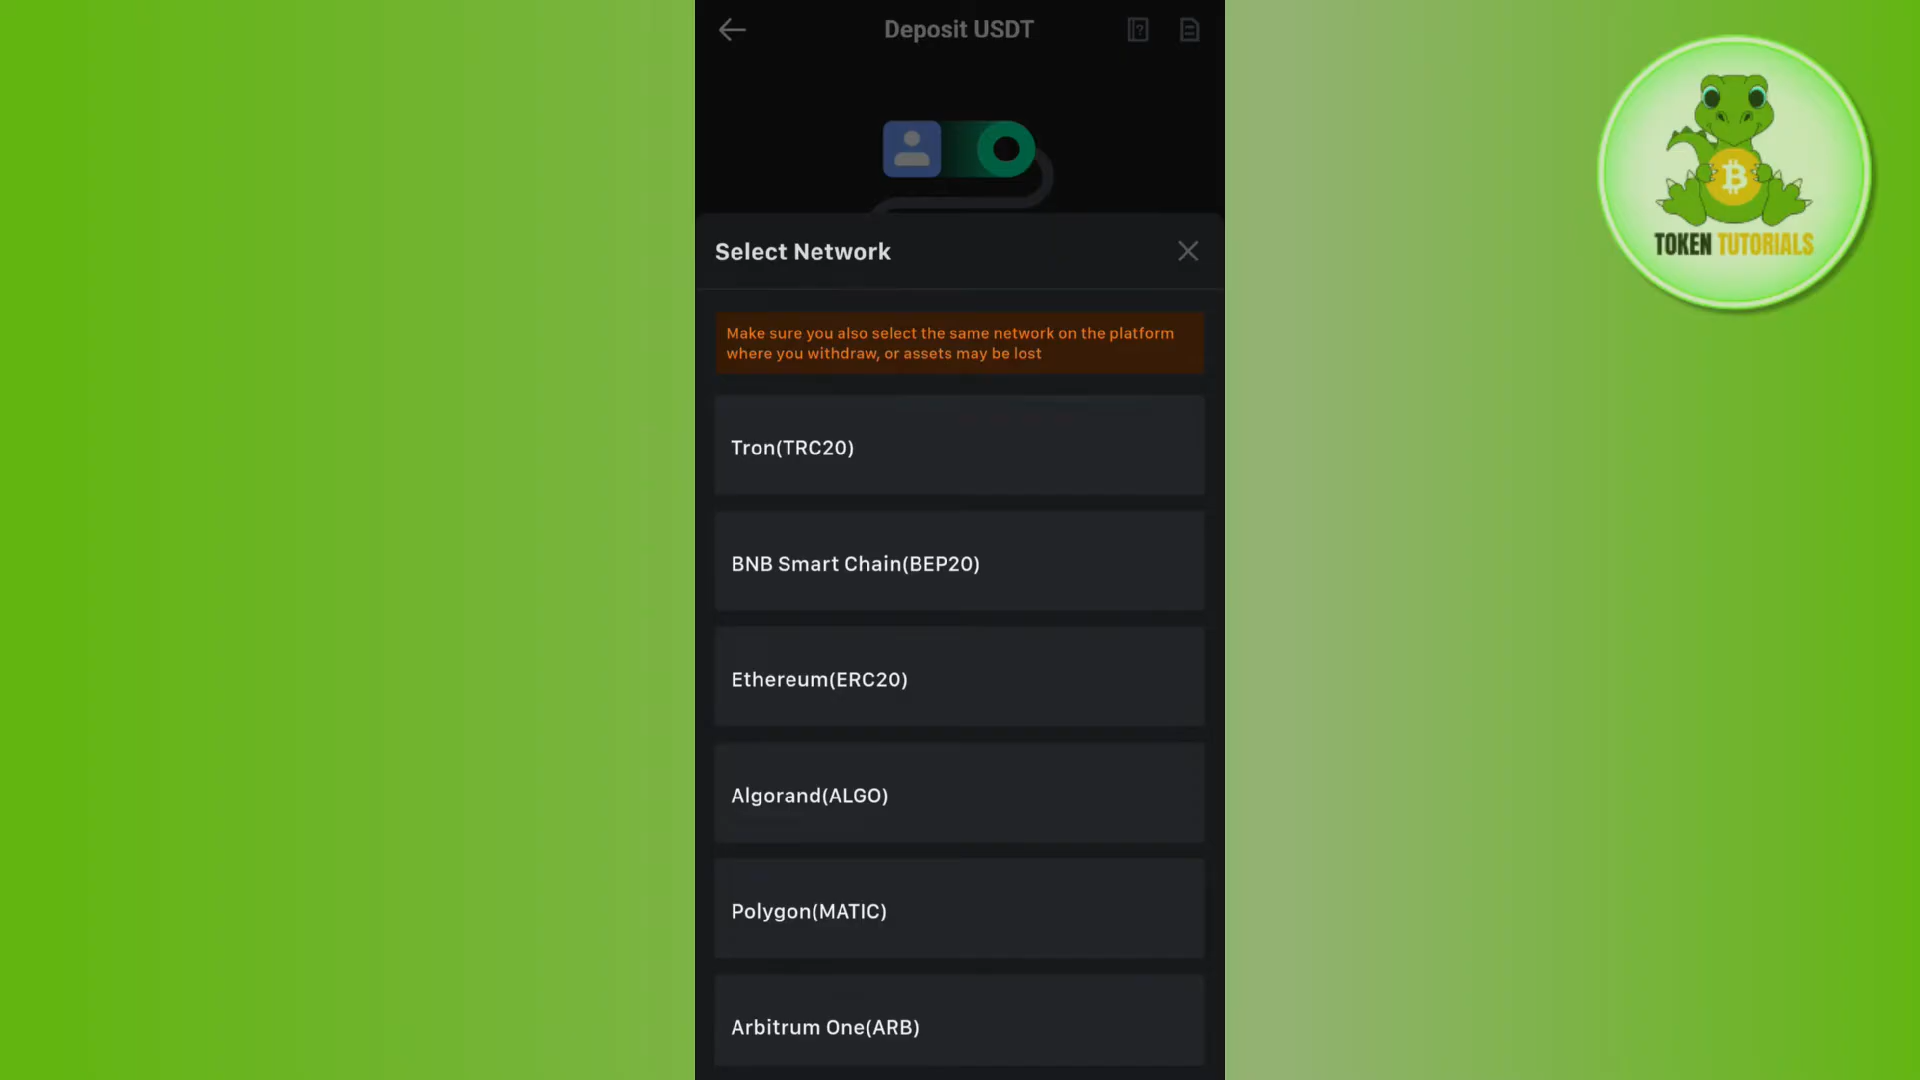 Deposit USDT
TOKEN TUTORIALS
Select Network
Make sure you also select the same network on the platform
where you withdraw, or assets may be lost
Tron(TRC20)
BNB Smart Chain(BEP20)
Ethereum(ERC20)
Algorand(ALGO)
Polygon(MATIC)
Arbitrum One(ARB)